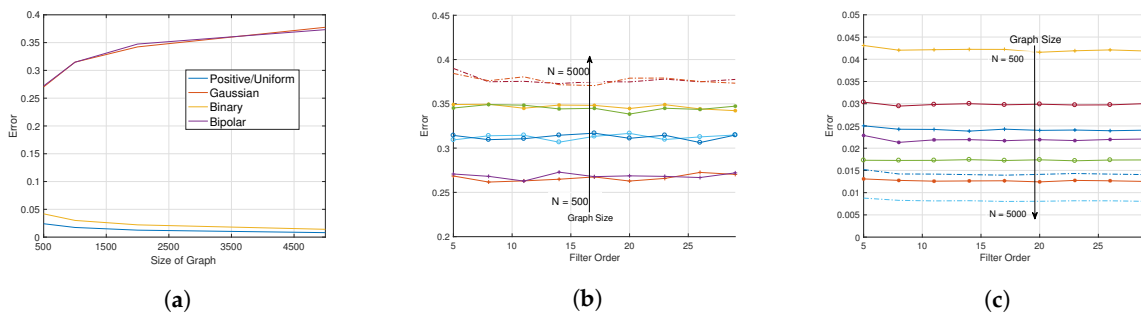 0.4
0.35
0.3
0.25
0.2
0.15
0.1
0.05
0
Error
Positive/Uniform
Gaussian
Binary
Bipolar
500
1000
1500
2500
3500
4500
Size of Graph
(a)
0.45
0.4
0.35
0.3
0.25
0.2
Error
N = 5000
N = 500
Graph Size
5
10
15
20
25
Filter Order
(b)
0.05
0.045
0.04
0.035
0.03
0.024
0.02
0.015
0.01
0.005
0
Error
Graph Size
N = 500
N = 5000
5
10
15
20
25
Filter Order
(c)